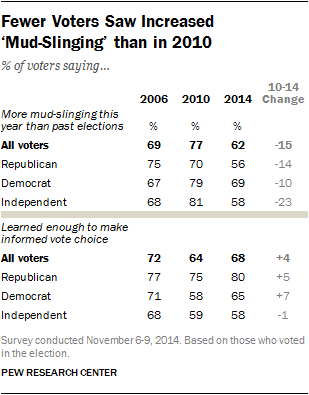 Fewer Voters Saw Increased
‘Mud-Slinging’ than in 2010
% of voters saying...
2006 2010 2014 10-14 Change
More mud-slinging this
year than past elections % % %
All voters 69 77 62 -15
Republican 75 70 56 -14
Democrat 67 79 69 -10
Independent 68 81 58 -23
Learned enough to make
informed vote choice
All voters 72 64 68 +4
Republican 77 75 80 +5
Democrat 71 58 65 +7
Independent 68 59 58 -1
Survey conducted November 6-9, 2014. Based on those who voted
in the election.
PEW RESEARCH CENTER